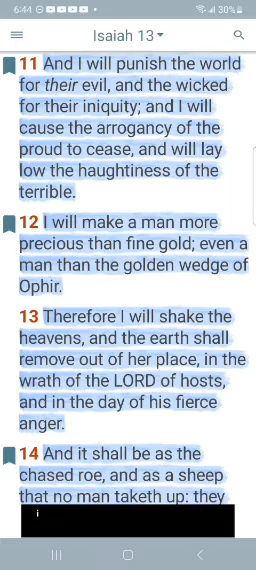 6:44
30%
Isaiah 13
11 And I will punish the world
for their evil, and the wicked
for their iniquity; and I will
cause the arrogancy of the
proud to cease, and will lay
low the haughtiness of the
terrible.
12 I will make a man more
precious than fine gold; even a
man than the golden wedge of
Ophir.
13 Therefore I will shake the
heavens, and the earth shall
remove out of her place, in the
wrath of the LORD of hosts,
and in the day of his fierce
anger.
14 And it shall be as the
chased roe, and as a sheep
that no man taketh up: they
i